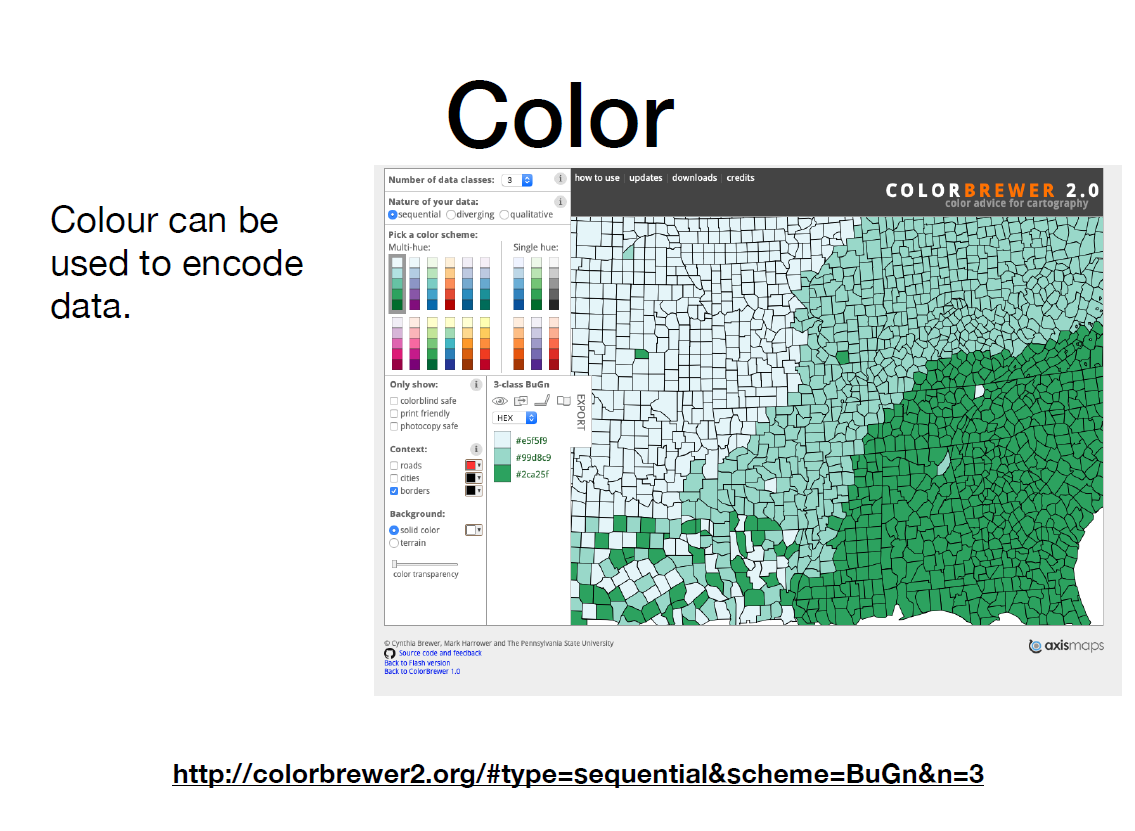 Color
Colour can be
used to encode
data.
Number of data classes: 3
how to use | updates | downloads | credits
COLORBREWER 2.0
color advice for cartography
Nature of your data:
sequential diverging qualitative
Pick a color scheme:
Multi-hue: Single hue:
Only show:
colorblind safe
print friendly
photocopy safe
Context:
roads
cities
borders
Background:
solid color
terrain
color transparency
3-class BuGn
EXPORT
HEX
#e5f5f9
#99d8c9
#2ca25f
© Cynthia Brewer, Mark Harrower and The Pennsylvania State University
Source code and feedback
Back to Flash version
Back to ColorBrewer 1.0
axismaps
http://colorbrewer2.org/#type=sequential&scheme=BuGn&n=3